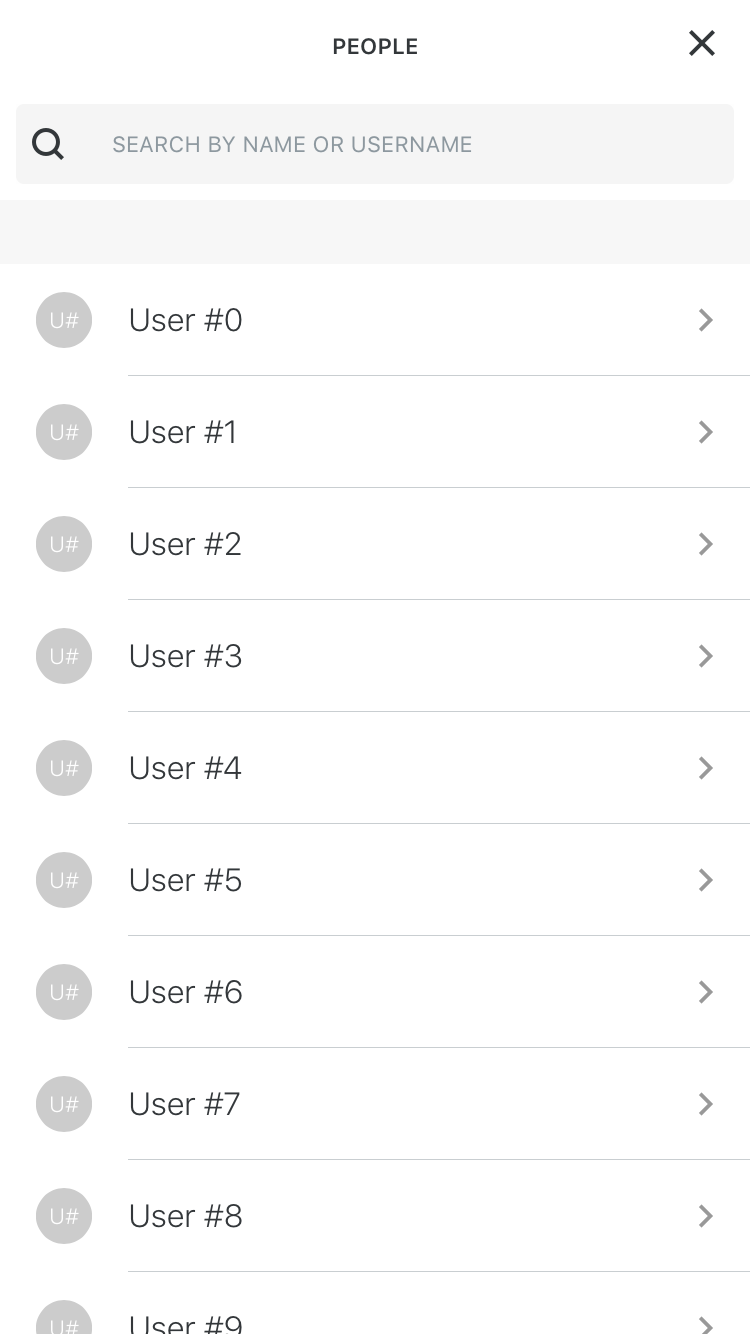 PEOPLE
SEARCH BY NAME OR USERNAME
U# User #0
U# User #1
U# User #2
U# User #3
U# User #4
U# User #5
U# User #6
U# User #7
U# User #8
U# User #9